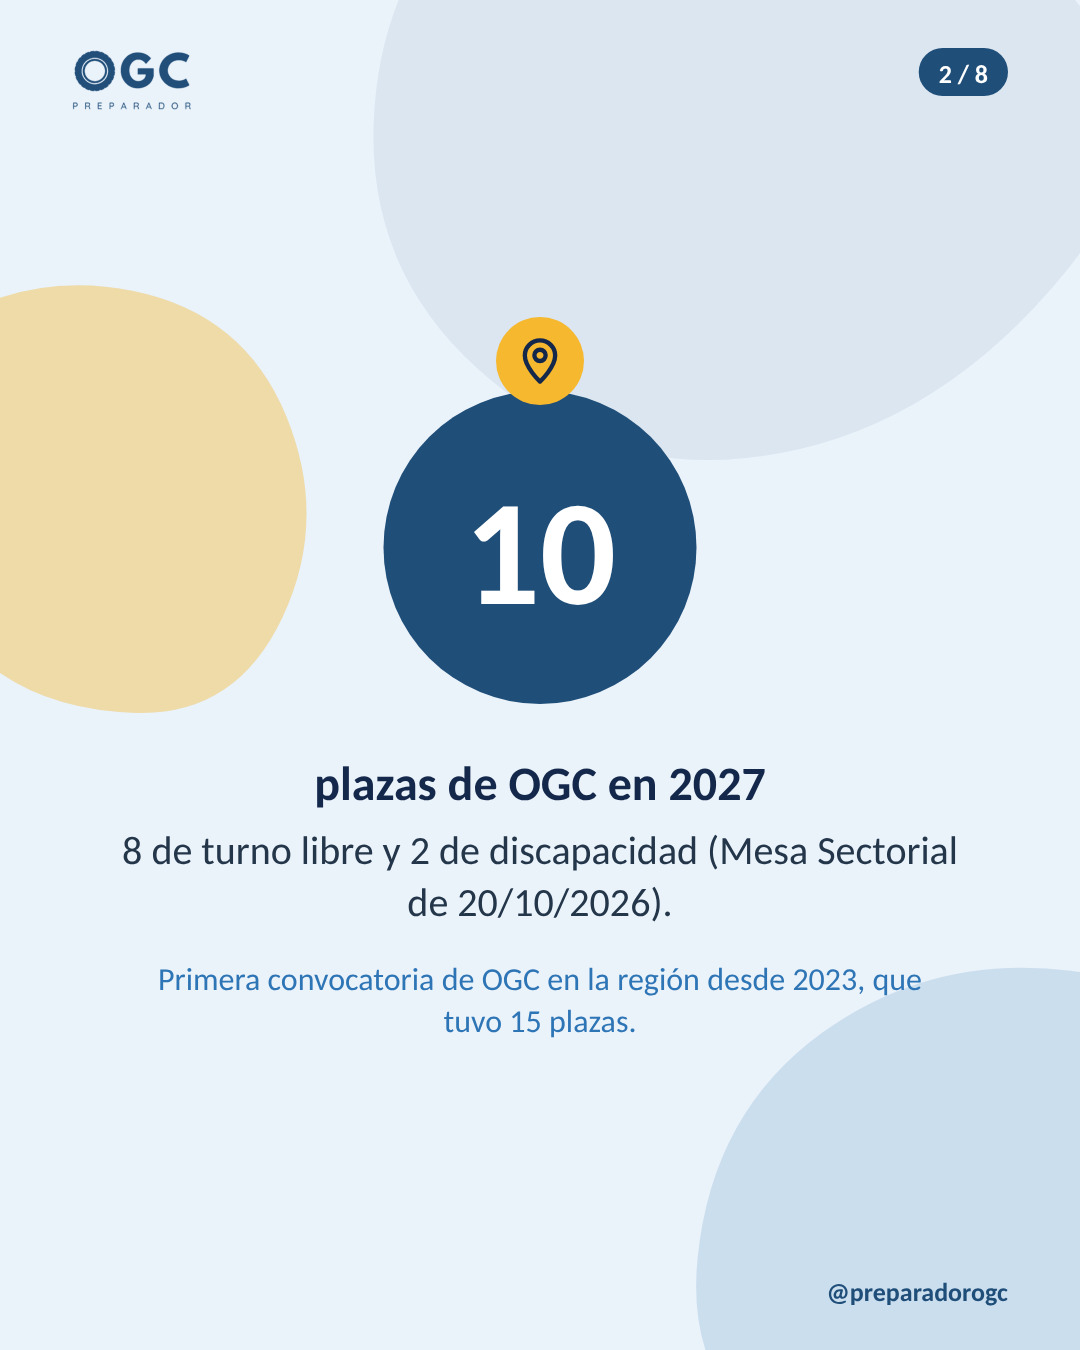 OGC
PREPARADOR
2 / 8
10
plazas de OGC en 2027
8 de turno libre y 2 de discapacidad (Mesa Sectorial
de 20/10/2026).
Primera convocatoria de OGC en la región desde 2023, que
tuvo 15 plazas.
@preparadorogc